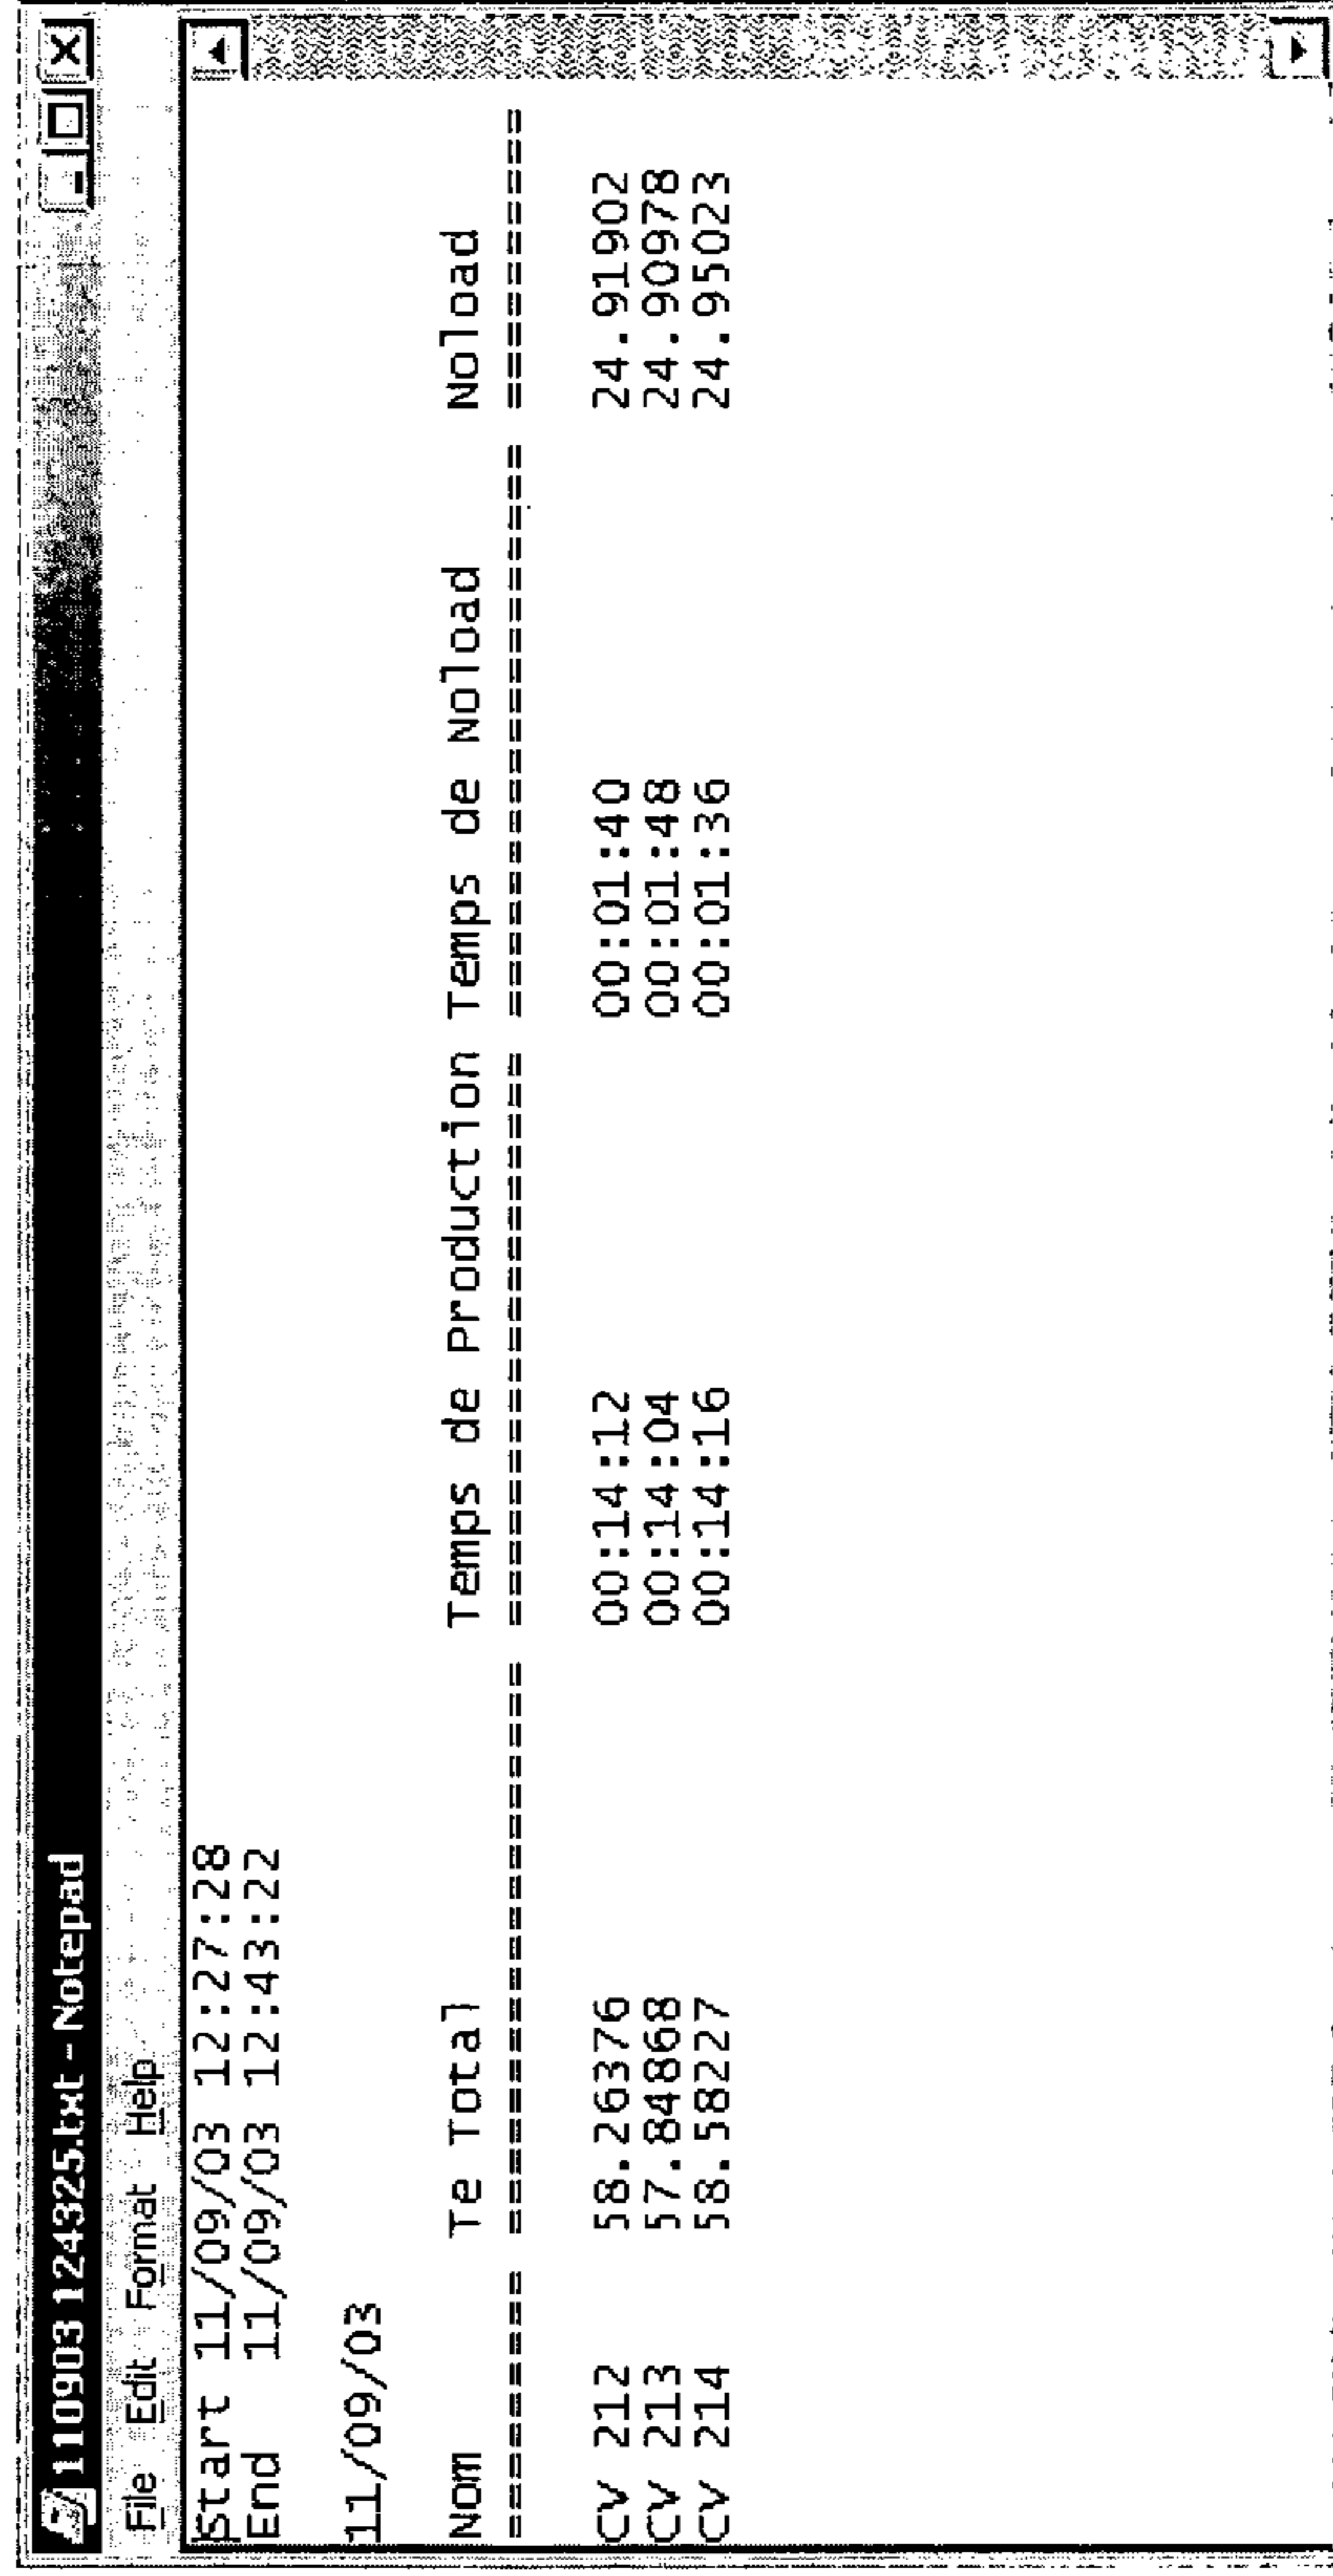 110903 124325.txt - Notepad
File Edit Format Help
Start 11/09/03 12:27:28
End 11/09/03 12:43:22
11/09/03
Nom Te Total Temps de Production Temps de Noload Noload
CV 212 58.26376 00:14:12 00:01:40 24.91902
CV 213 57.84868 00:14:04 00:01:48 24.90978
CV 214 58.58227 00:14:16 00:01:36 24.95023